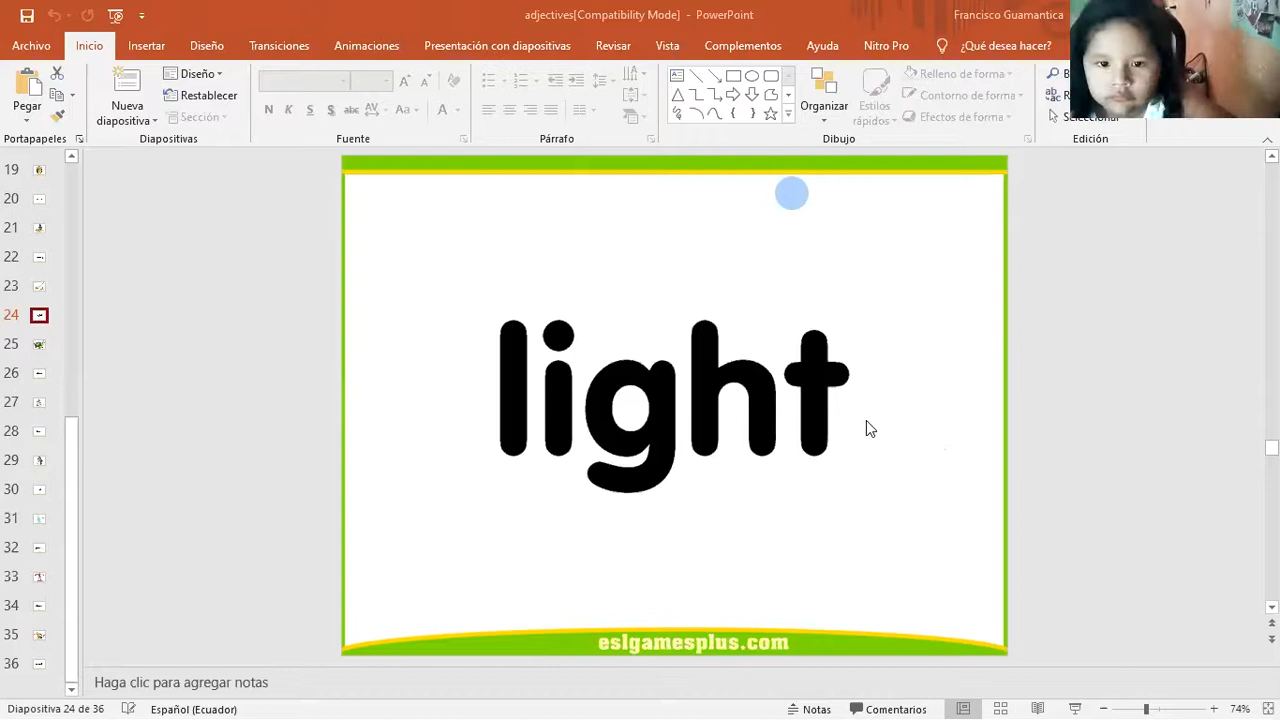 adjectives[Compatibility Mode] - PowerPoint
Francisco Guamantica
Archivo Inicio Insertar Diseño Transiciones Animaciones Presentación con diapositivas Revisar Vista Complementos Ayuda Nitro Pro ¿Qué desea hacer?
Pegar
Nueva diapositiva
Diseño
Restablecer
Sección
N K S abc AV Aa A
Organizar
Estilos rápidos
Relleno de forma
Contorno de forma
Efectos de forma
Seleccionar
Portapapeles Diapositivas Fuente Párrafo Dibujo Edición
19
20
21
22
23
24
25
26
27
28
29
30
31
32
33
34
35
36
light
eslgamesplus.com
Haga clic para agregar notas
Diapositiva 24 de 36 Español (Ecuador) Notas Comentarios 74%